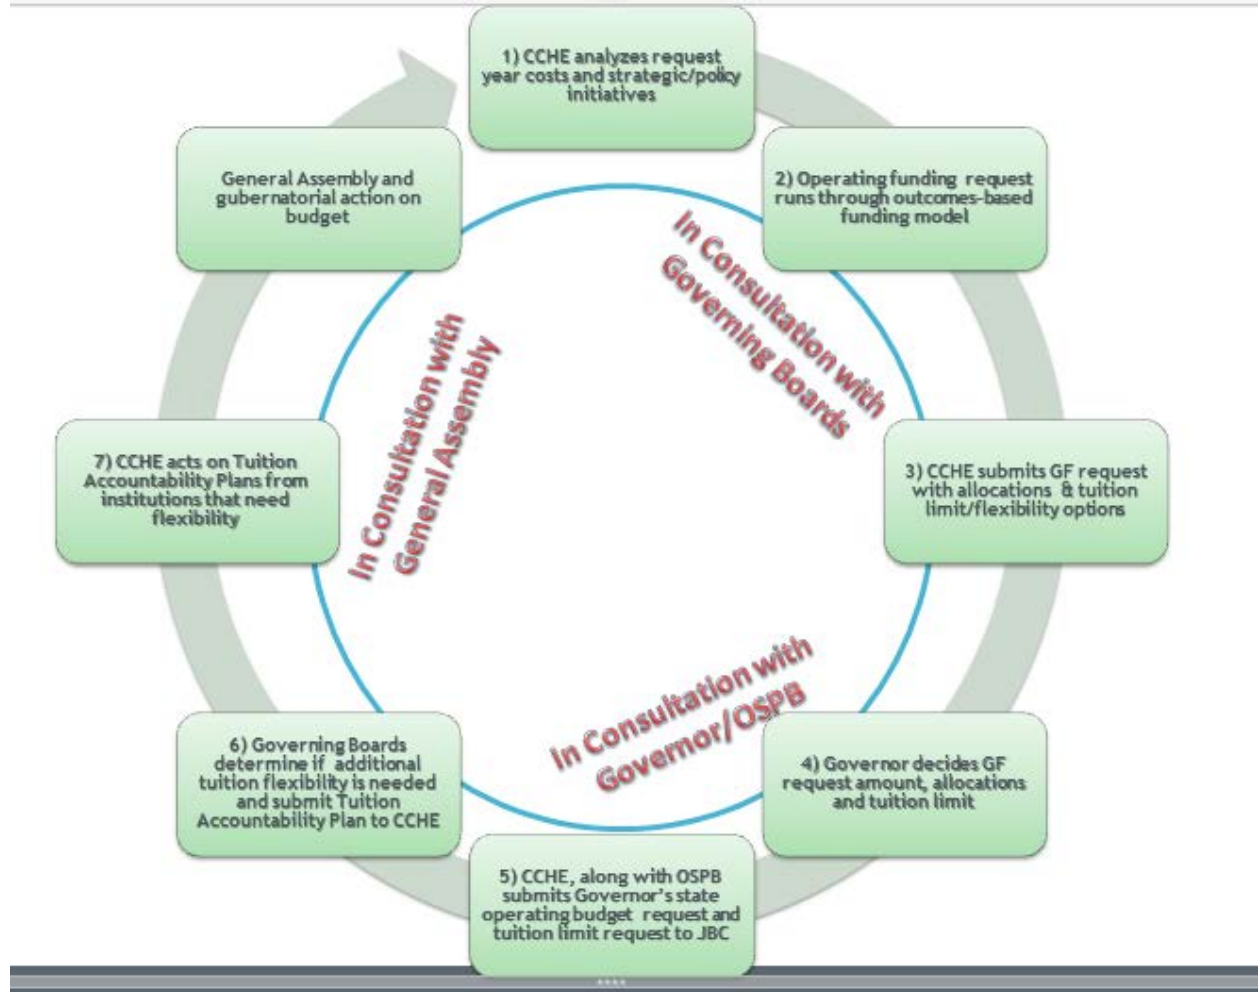 1) CCHE analyzes request
year costs and strategic/policy
initiatives
2) Operating funding request
runs through outcomes-based
funding model
3) CCHE submits GF request
with allocations & tuition
limit/flexibility options
4) Governor decides GF
request amount, allocations
and tuition limit
5) CCHE, along with OSPB
submits Governor's state
operating budget request and
tuition limit request to JBC
6) Governing Boards
determine if additional
tuition flexibility is needed
and submit Tuition
Accountability Plan to CCHE
7) CCHE acts on Tuition
Accountability Plans from
institutions that need
flexibility
General Assembly and
gubernatorial action on
budget
In Consultation with
Governing Boards
In Consultation with
Governor/OSPB
In Consultation with
General Assembly